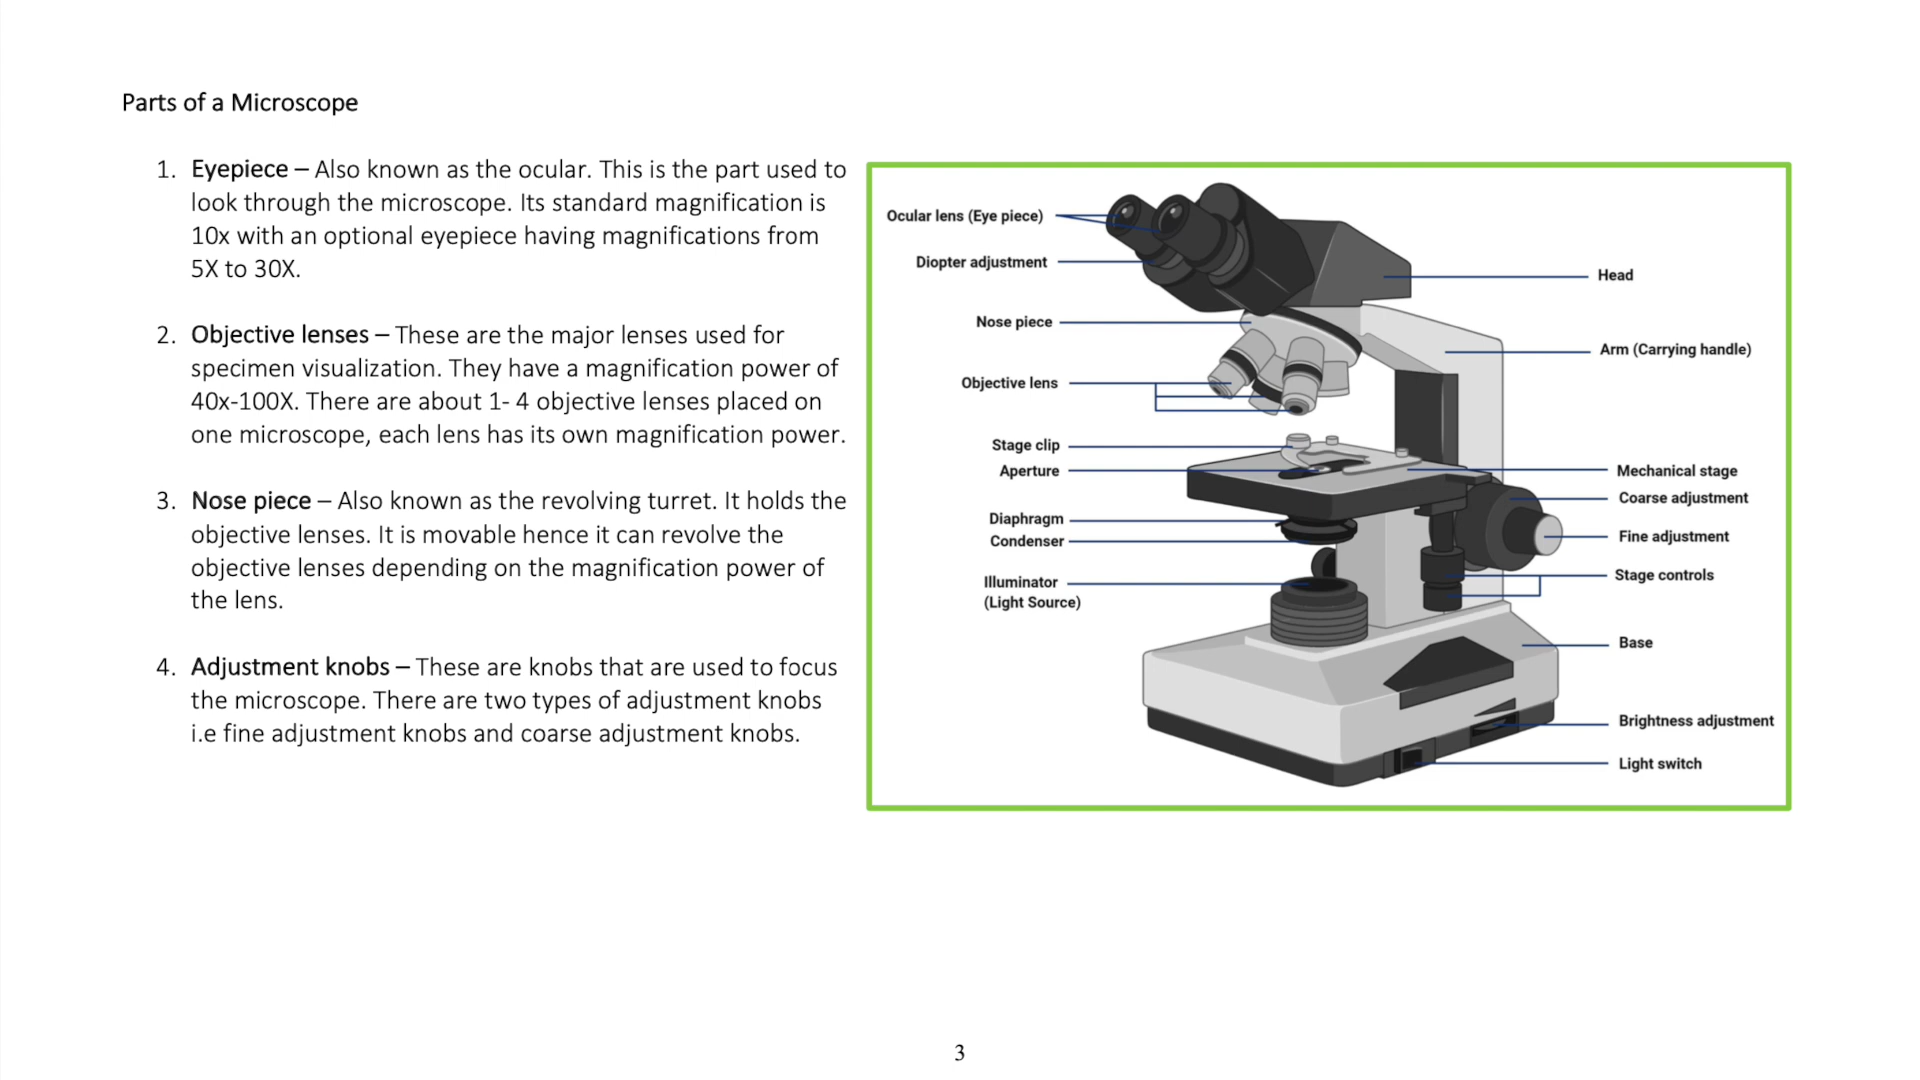 Parts of a Microscope
1. Eyepiece – Also known as the ocular. This is the part used to
look through the microscope. Its standard magnification is
10x with an optional eyepiece having magnifications from
5X to 30X.
2. Objective lenses – These are the major lenses used for
specimen visualization. They have a magnification power of
40x-100X. There are about 1- 4 objective lenses placed on
one microscope, each lens has its own magnification power.
3. Nose piece – Also known as the revolving turret. It holds the
objective lenses. It is movable hence it can revolve the
objective lenses depending on the magnification power of
the lens.
4. Adjustment knobs – These are knobs that are used to focus
the microscope. There are two types of adjustment knobs
i.e fine adjustment knobs and coarse adjustment knobs.
Ocular lens (Eye piece)
Diopter adjustment
Nose piece
Objective lens
Stage clip
Aperture
Diaphragm
Condenser
Illuminator
(Light Source)
Head
Arm (Carrying handle)
Mechanical stage
Coarse adjustment
Fine adjustment
Stage controls
Base
Brightness adjustment
Light switch
3